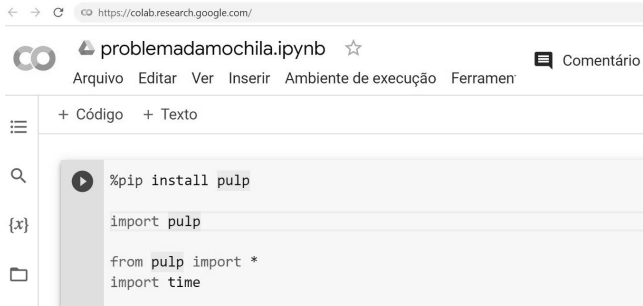 https://colab.research.google.com/
problemadamochila.ipynb
Comentário
Arquivo Editar Ver Inserir Ambiente de execução Ferramen
+ Código + Texto
%pip install pulp
{x}
import pulp
from pulp import *
import time